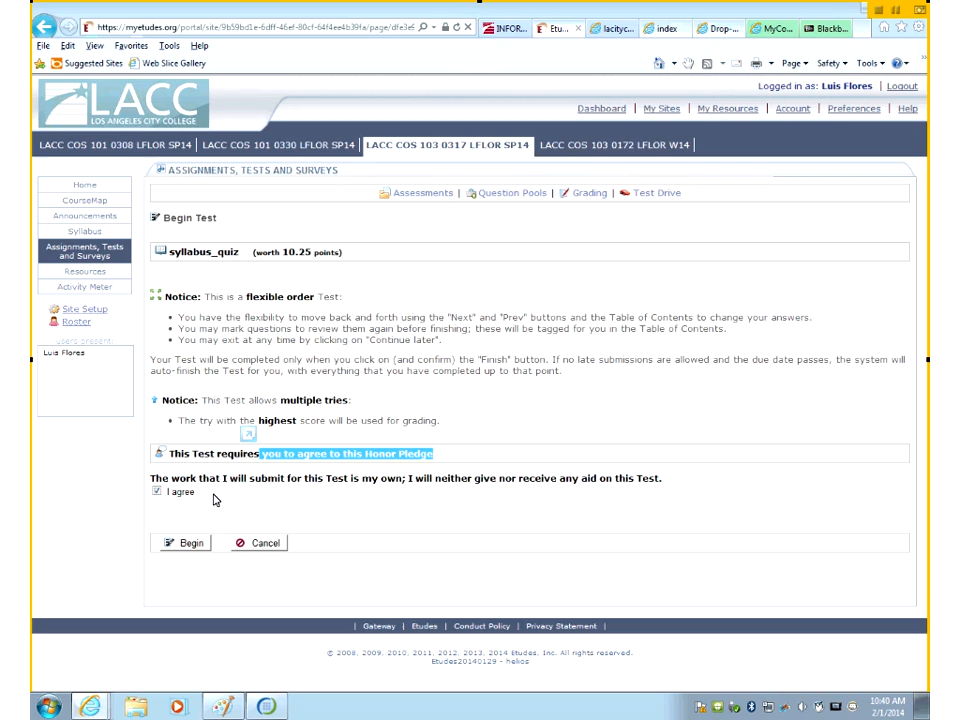 https://myetudes.org/portal/site/9b59bd1e-6dff-46ef-80cf-64f4ee4b39fa/page/dfe3e6
INFOR...
Etu...
lacityc...
index
Drop-...
MyCo...
Blackb...
File Edit View Favorites Tools Help
Suggested Sites Web Slice Gallery
Page Safety Tools
LACC
LOS ANGELES CITY COLLEGE
Logged in as: Luis Flores | Logout
Dashboard | My Sites | My Resources | Account | Preferences | Help
LACC COS 101 0308 LFLOR SP14 | LACC COS 101 0330 LFLOR SP14 | LACC COS 103 0317 LFLOR SP14 LACC COS 103 0172 LFLOR W14 |
ASSIGNMENTS, TESTS AND SURVEYS
Home
CourseMap
Announcements
Syllabus
Assignments, Tests
and Surveys
Resources
Activity Meter
Site Setup
Roster
users present:
Luis Flores
Assessments | Question Pools | Grading | Test Drive
Begin Test
syllabus_quiz (worth 10.25 points)
Notice: This is a flexible order Test:
• You have the flexibility to move back and forth using the "Next" and "Prev" buttons and the Table of Contents to change your answers.
• You may mark questions to review them again before finishing; these will be tagged for you in the Table of Contents.
• You may exit at any time by clicking on "Continue later".
Your Test will be completed only when you click on (and confirm) the "Finish" button. If no late submissions are allowed and the due date passes, the system will
auto-finish the Test for you, with everything that you have completed up to that point.
Notice: This Test allows multiple tries:
• The try with the highest score will be used for grading.
This Test requires you to agree to this Honor Pledge
The work that I will submit for this Test is my own; I will neither give nor receive any aid on this Test.
I agree
Begin Cancel
| Gateway | Etudes | Conduct Policy | Privacy Statement |
© 2008, 2009, 2010, 2011, 2012, 2013, 2014 Etudes, Inc. All rights reserved.
Etudes20140129 - helios
10:40 AM
2/1/2014